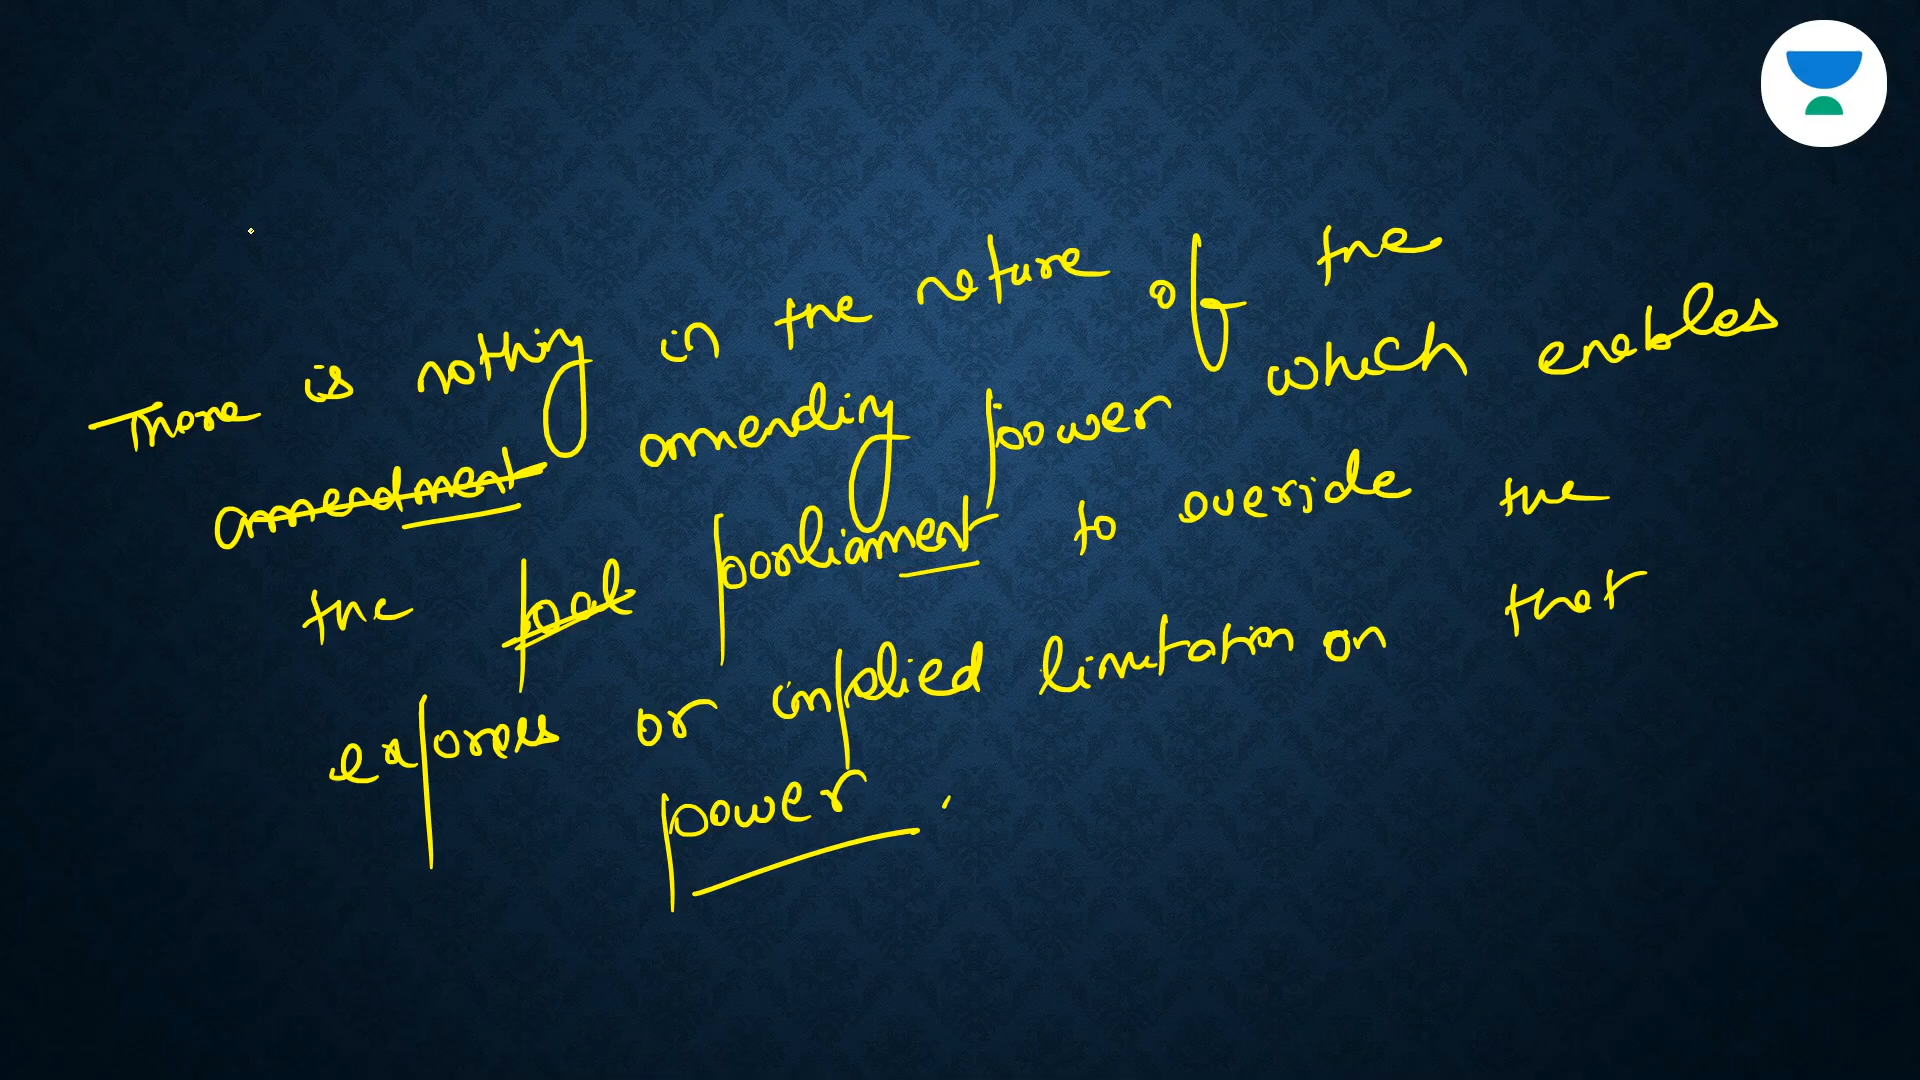 There is nothing in the nature of the
amendment amending power which enables
the parliament to overide the
express or implied limitation on that
power.